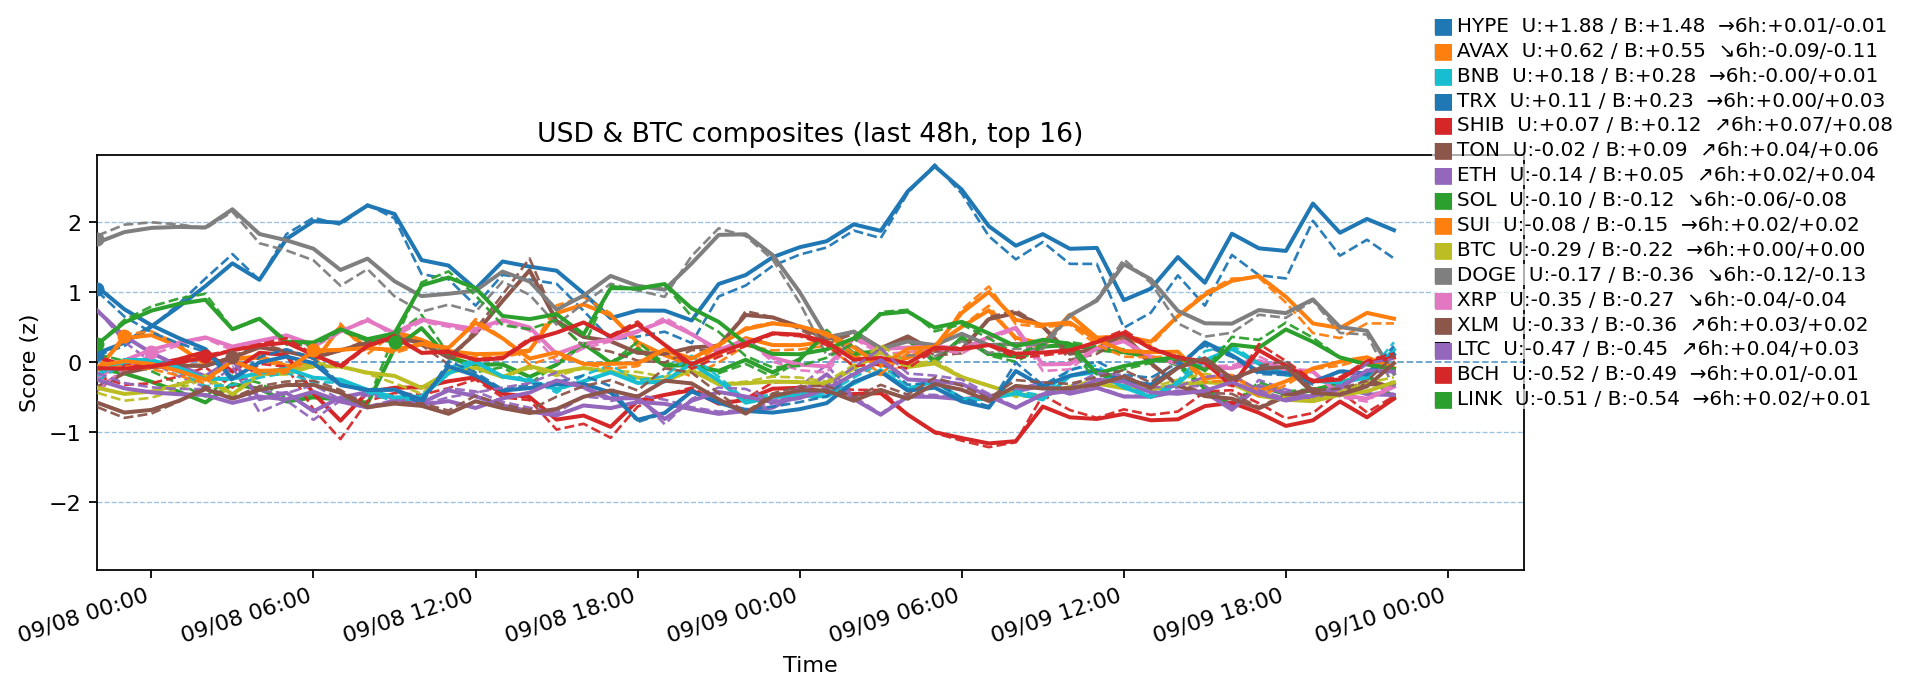 HYPE  U:+1.88 / B:+1.48  →6h:+0.01/-0.01
AVAX  U:+0.62 / B:+0.55  ↘6h:-0.09/-0.11
BNB  U:+0.18 / B:+0.28  →6h:-0.00/+0.01
TRX  U:+0.11 / B:+0.23  →6h:+0.00/+0.03
SHIB  U:+0.07 / B:+0.12  ↗6h:+0.07/+0.08
TON  U:-0.02 / B:+0.09  ↗6h:+0.04/+0.06
ETH  U:-0.14 / B:+0.05  ↗6h:+0.02/+0.04
SOL  U:-0.10 / B:-0.12  ↘6h:-0.06/-0.08
SUI  U:-0.08 / B:-0.15  →6h:+0.02/+0.02
BTC  U:-0.29 / B:-0.22  →6h:+0.00/+0.00
DOGE  U:-0.17 / B:-0.36  ↘6h:-0.12/-0.13
XRP  U:-0.35 / B:-0.27  ↘6h:-0.04/-0.04
XLM  U:-0.33 / B:-0.36  ↗6h:+0.03/+0.02
LTC  U:-0.47 / B:-0.45  ↗6h:+0.04/+0.03
BCH  U:-0.52 / B:-0.49  →6h:+0.01/-0.01
LINK  U:-0.51 / B:-0.54  →6h:+0.02/+0.01
USD & BTC composites (last 48h, top 16)
Score (z)
2
1
0
−1
−2
09/08 00:00
09/08 06:00
09/08 12:00
09/08 18:00
09/09 00:00
09/09 06:00
09/09 12:00
09/09 18:00
09/10 00:00
Time